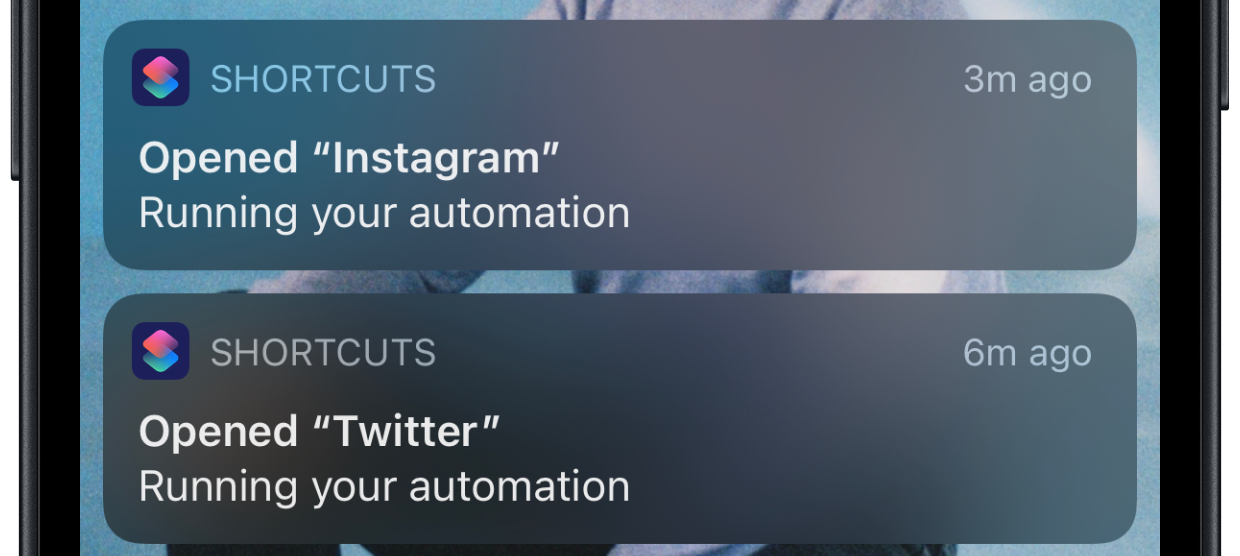 SHORTCUTS 3m ago
Opened “Instagram”
Running your automation
SHORTCUTS 6m ago
Opened “Twitter”
Running your automation